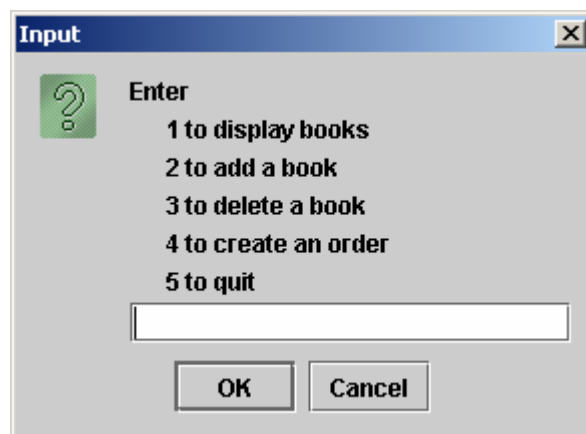 Input
Enter
1 to display books
2 to add a book
3 to delete a book
4 to create an order
5 to quit
OK Cancel